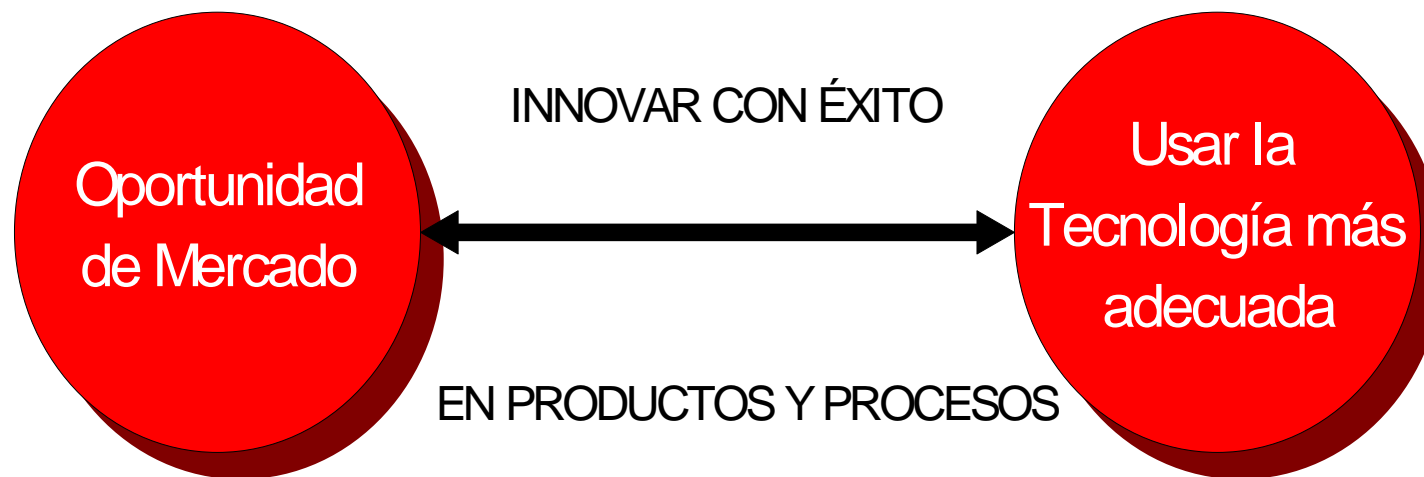 Oportunidad
de Mercado
INNOVAR CON ÉXITO
EN PRODUCTOS Y PROCESOS
Usar la
Tecnología más
adecuada